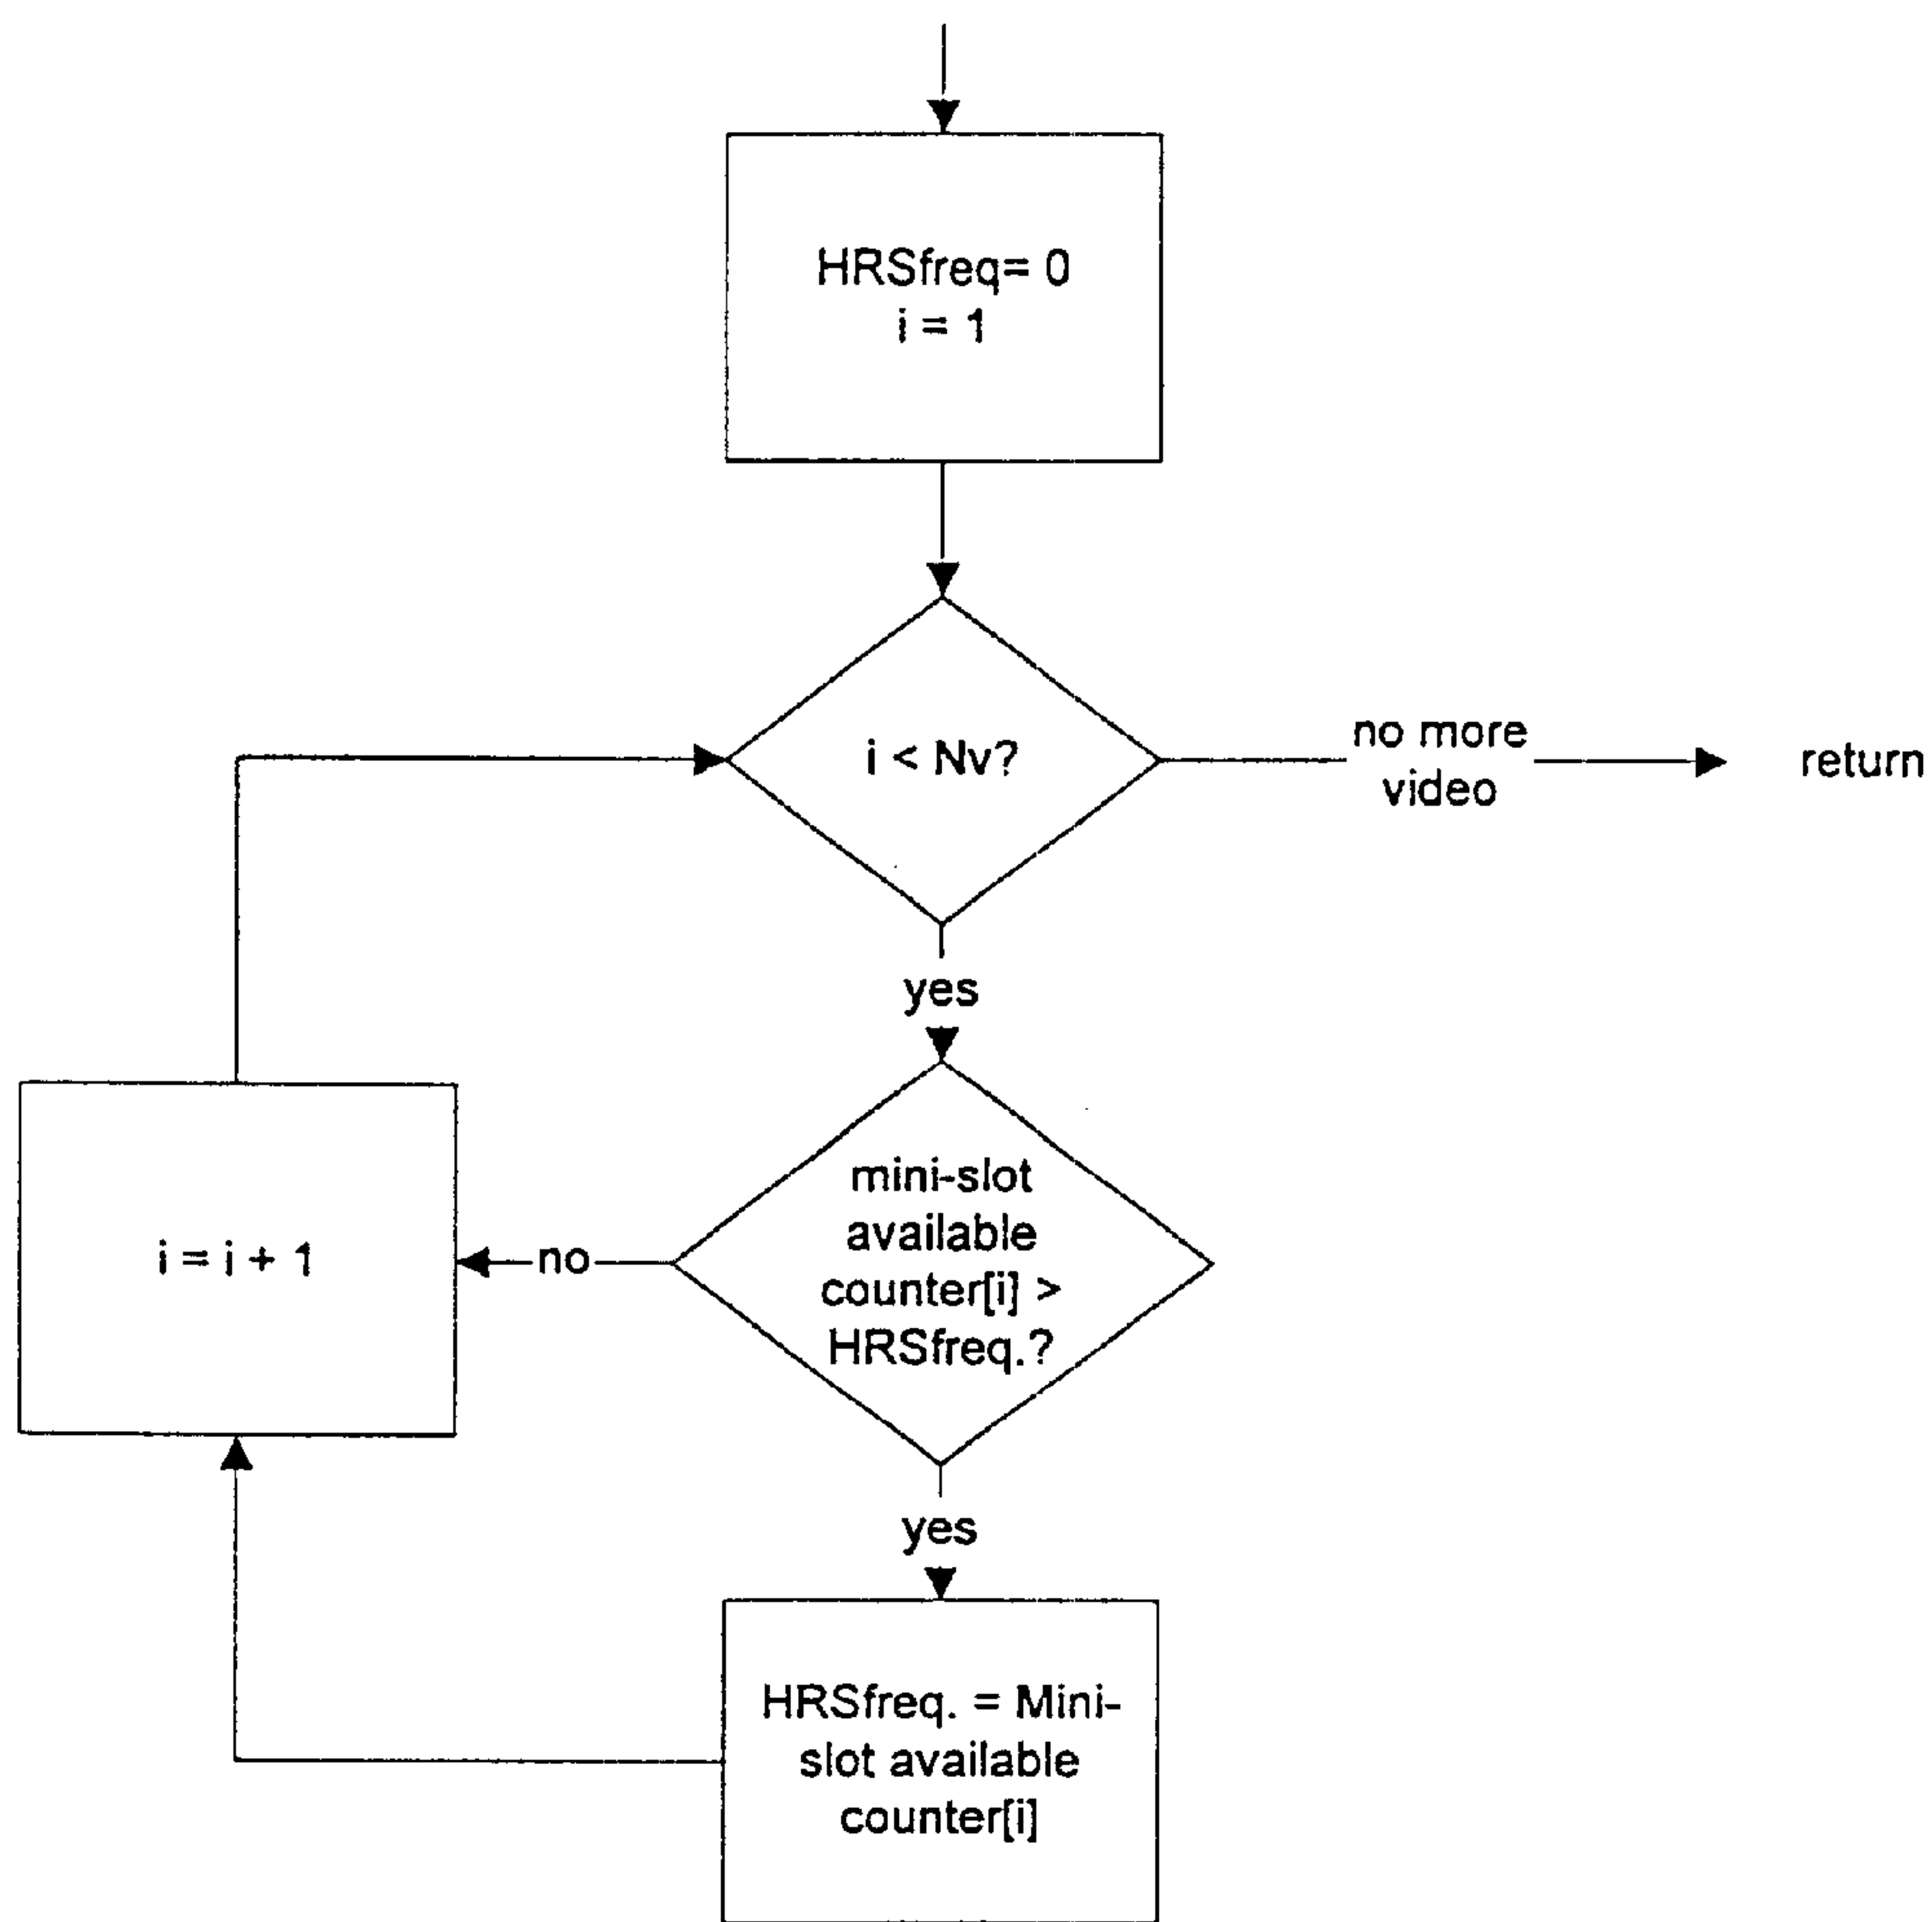 HRSfreq= 0
i = 1
i < Nv?
no more
video
return
yes
mini-slot
available
counter[i] >
HRSfreq.?
no
i = i + 1
yes
HRSfreq. = Mini-
slot available
counter[i]